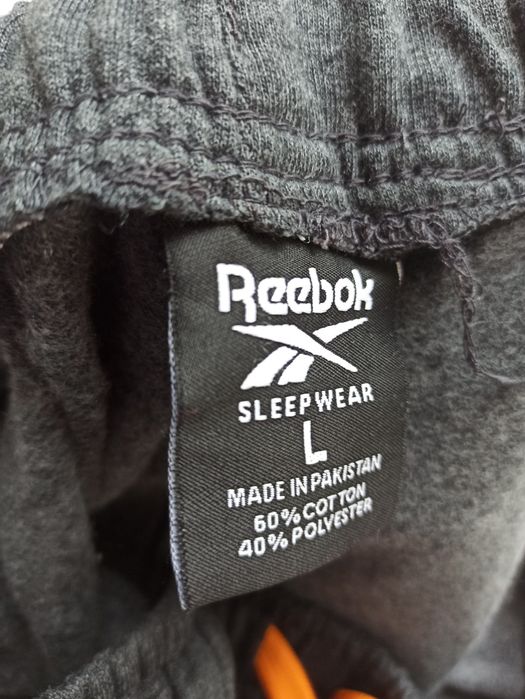 Reebok
SLEEPWEAR
L
MADE IN PAKISTAN
60% COTTON
40% POLYESTER